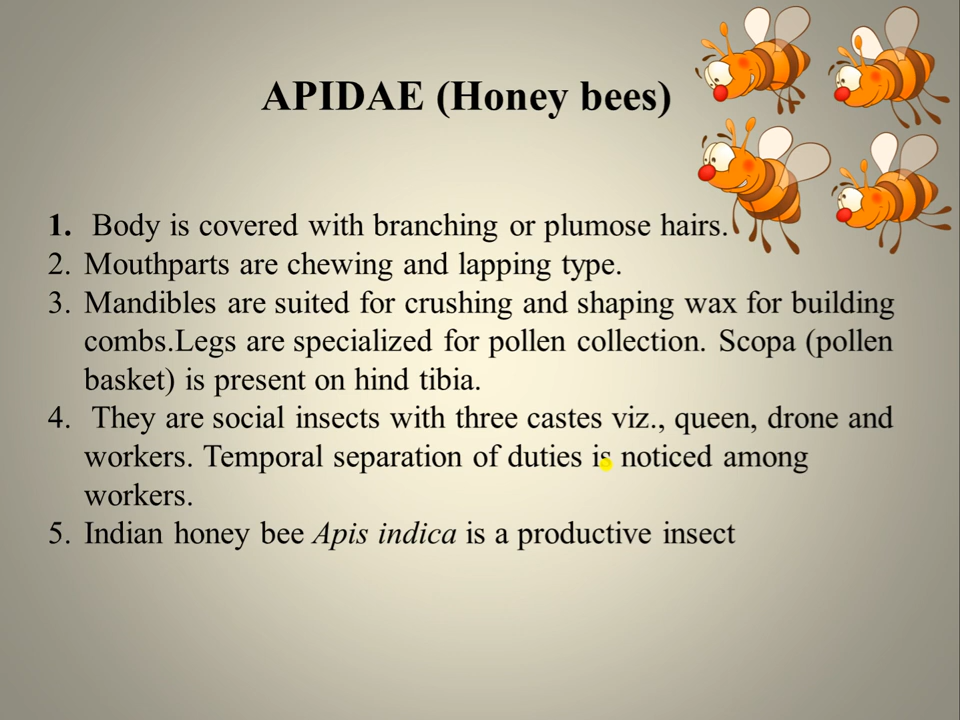 APIDAE (Honey bees)
1. Body is covered with branching or plumose hairs.
2. Mouthparts are chewing and lapping type.
3. Mandibles are suited for crushing and shaping wax for building
combs.Legs are specialized for pollen collection. Scopa (pollen
basket) is present on hind tibia.
4. They are social insects with three castes viz., queen, drone and
workers. Temporal separation of duties is noticed among
workers.
5. Indian honey bee Apis indica is a productive insect